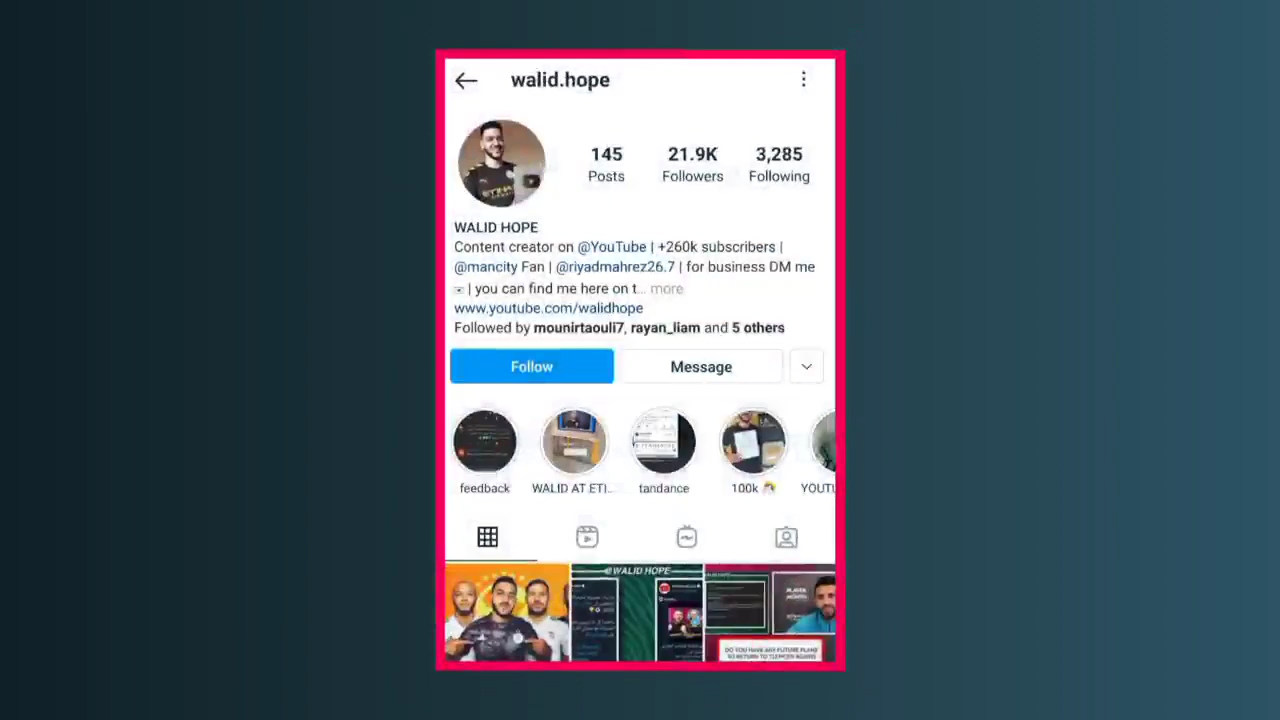 walid.hope
145
21.9K
3,285
Posts
Followers
Following
WALID HOPE
Content creator on @YouTube | +260k subscribers |
@mancity Fan | @riyadmahrez26.7 | for business DM me
| you can find me here on t... more
www.youtube.com/walidhope
Followed by mounirtaouli7, rayan_liam and 5 others
Follow
Message
feedback
WALID AT ETI...
tandance
100k
YOUTU
@WALID HOPE
DO YOU HAVE ANY FUTURE PLANS
TO RETURN TO TLEMCEN AGAIN?